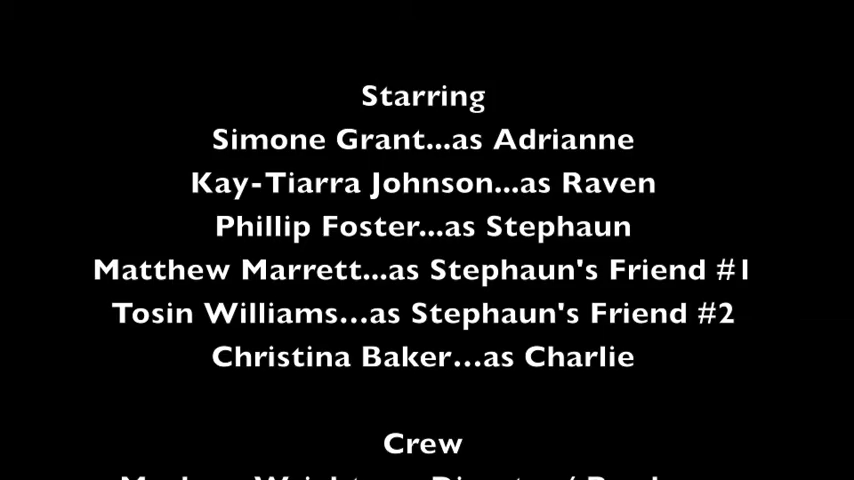 Starring
Simone Grant...as Adrianne
Kay-Tiarra Johnson...as Raven
Phillip Foster...as Stephaun
Matthew Marrett...as Stephaun's Friend #1
Tosin Williams...as Stephaun's Friend #2
Christina Baker...as Charlie
Crew